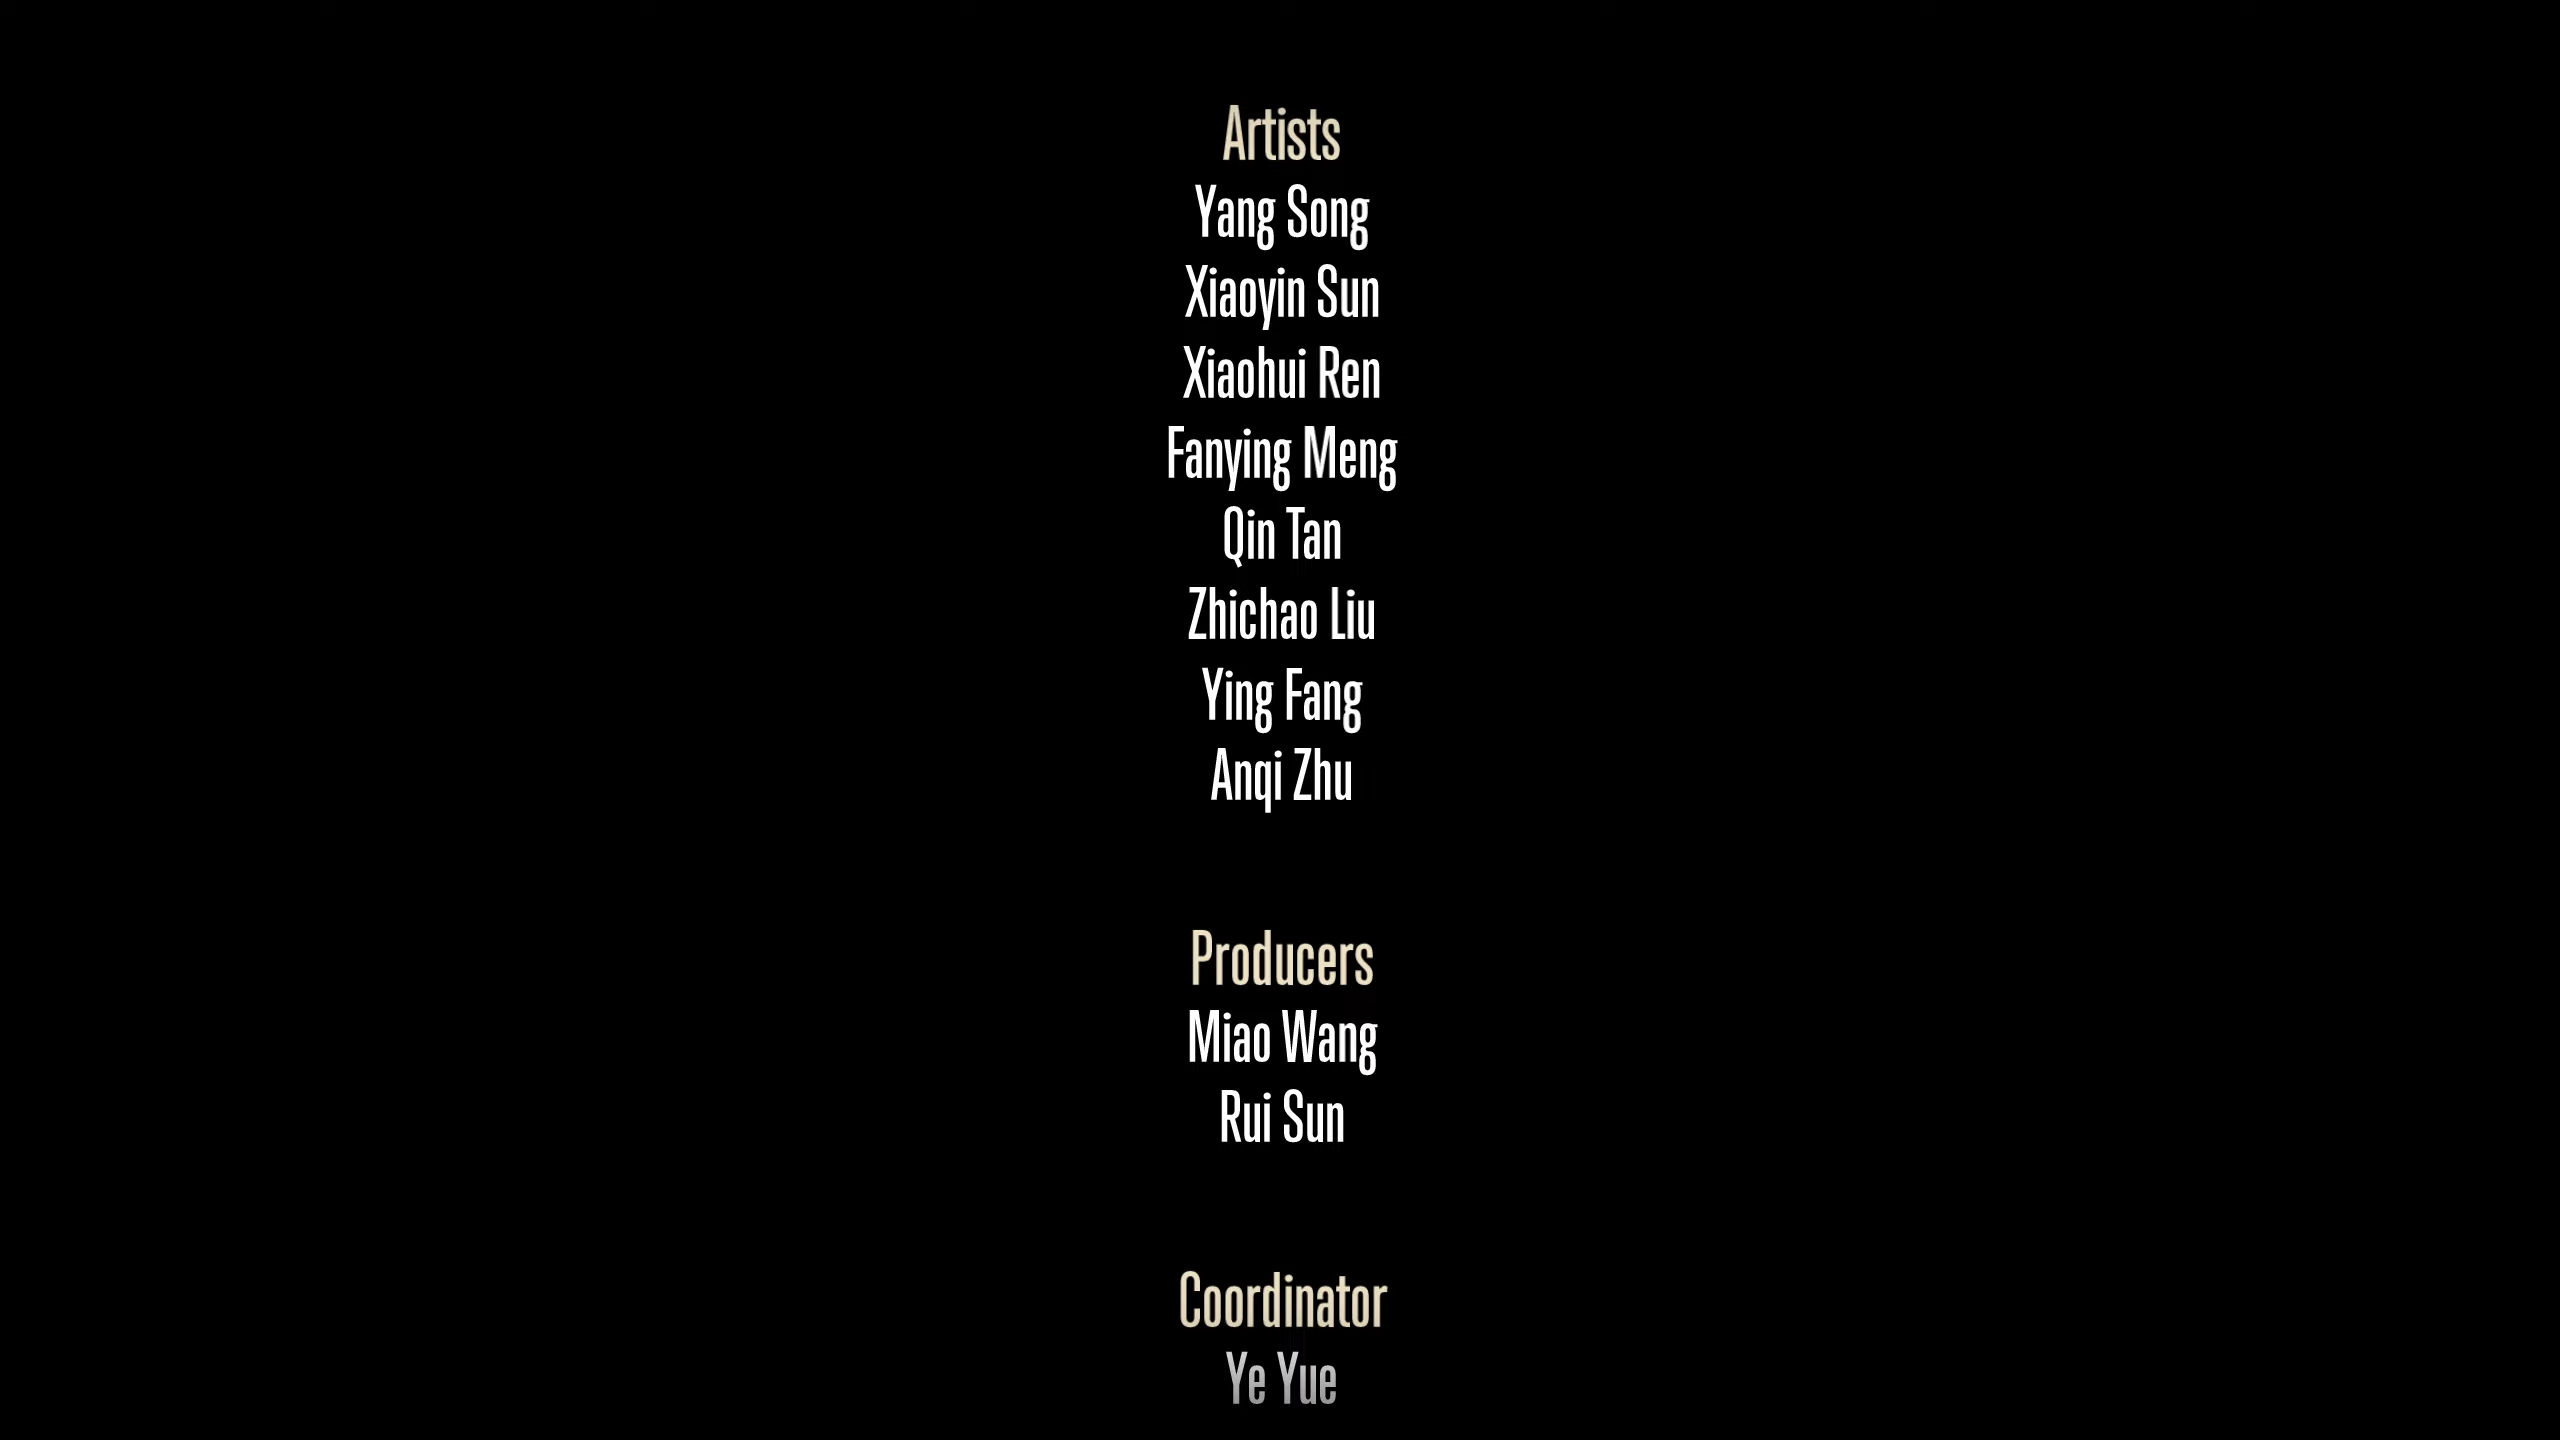 Artists
Yang Song
Xiaoyin Sun
Xiaohui Ren
Fanying Meng
Qin Tan
Zhichao Liu
Ying Fang
Anqi Zhu
Producers
Miao Wang
Rui Sun
Coordinator
Ye Yue